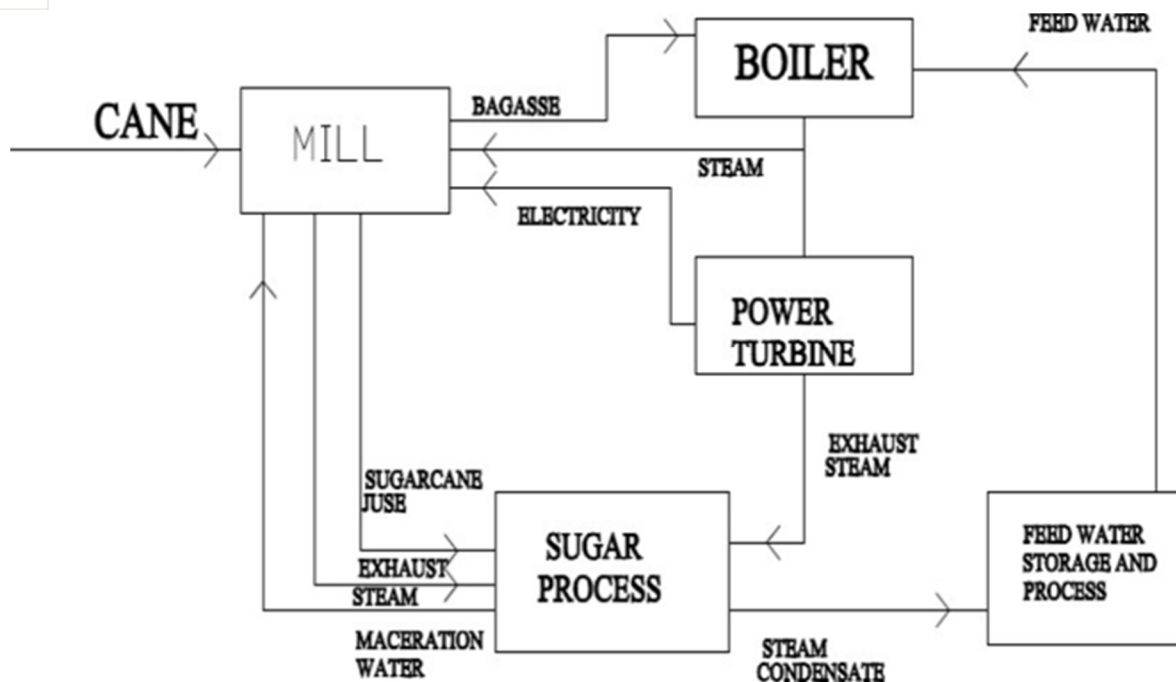 FEED WATER
BOILER
BAGASSE
CANE
MILL
STEAM
ELECTRICITY
POWER
TURBINE
EXHAUST
STEAM
SUGARCANE
JUSE
SUGAR
PROCESS
FEED WATER
STORAGE AND
PROCESS
EXHAUST
STEAM
MACERATION
WATER
STEAM
CONDENSATE